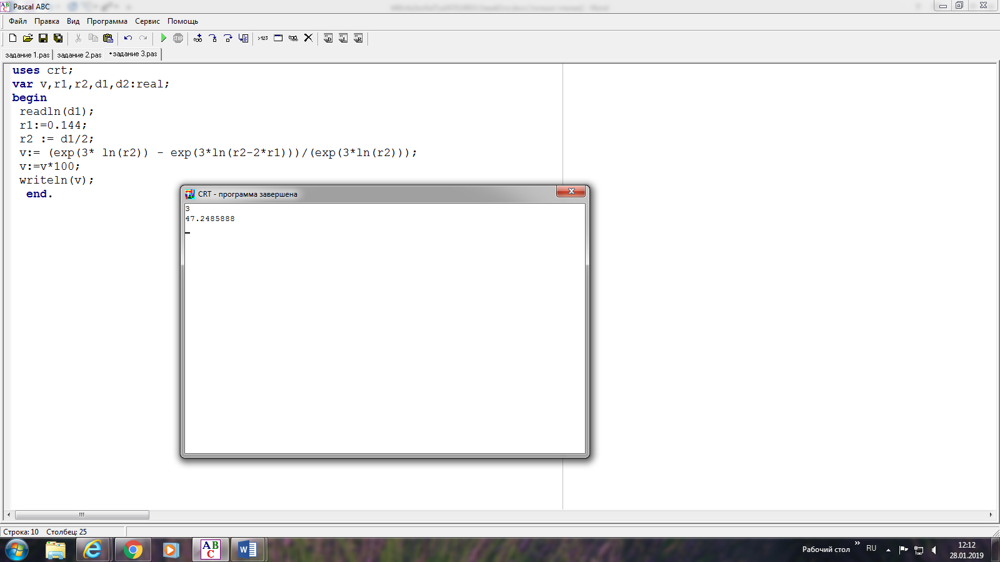 Pascal ABC
Файл Правка Вид Программа Сервис Помощь
STOP >123 D L R
задание 1.pas задание 2.pas •задание 3.pas
uses crt;
var v,r1,r2,d1,d2:real;
begin
readln(d1);
r1:=0.144;
r2 := d1/2;
v:= (exp(3* ln(r2)) - exp(3*ln(r2-2*r1)))/(exp(3*ln(r2)));
v:=v*100;
writeln(v);
end.
CRT - программа завершена
3
47.2485888
Строка: 10 Столбец: 25
ABC
W
Рабочий стол » RU 12:12
28.01.2019